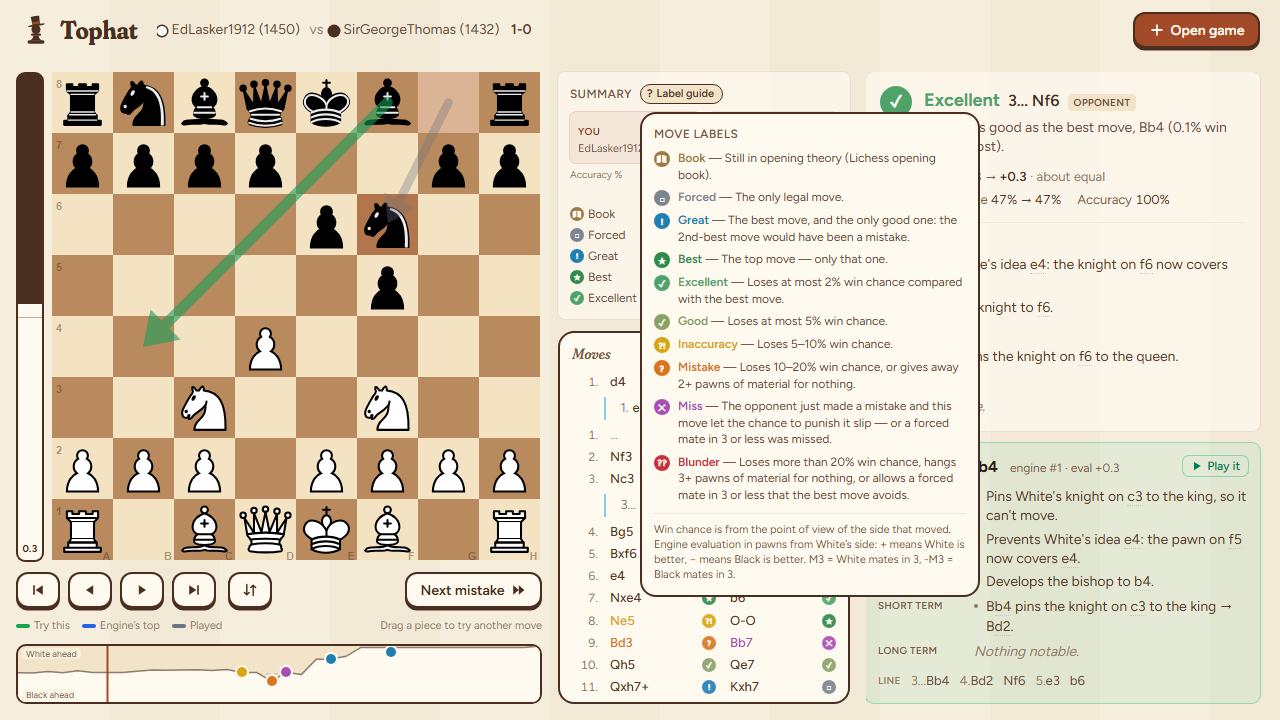 Tophat
EdLasker1912 (1450) vs SirGeorgeThomas (1432) 1-0
+ Open game
8
7
6
5
4
3
2
1
A B C D E F G H
0.3
Next mistake
Try this
Engine's top
Played
Drag a piece to try another move
White ahead
Black ahead
SUMMARY
? Label guide
YOU
EdLasker1912
Accuracy %
Book
Forced
Great
Best
Excellent
Moves
1. d4
1. e
1. ...
2. Nf3
3. Nc3
3...
4. Bg5
5. Bxf6
6. e4
7. Nxe4 b6
8. Ne5 O-O
9. Bd3 Bb7
10. Qh5 Qe7
11. Qxh7+ Kxh7
MOVE LABELS
Book — Still in opening theory (Lichess opening
book).
Forced — The only legal move.
Great — The best move, and the only good one: the
2nd-best move would have been a mistake.
Best — The top move — only that one.
Excellent — Loses at most 2% win chance compared
with the best move.
Good — Loses at most 5% win chance.
Inaccuracy — Loses 5–10% win chance.
Mistake — Loses 10–20% win chance, or gives away
2+ pawns of material for nothing.
Miss — The opponent just made a mistake and this
move let the chance to punish it slip — or a forced
mate in 3 or less was missed.
Blunder — Loses more than 20% win chance, hangs
3+ pawns of material for nothing, or allows a forced
mate in 3 or less that the best move avoids.
Win chance is from the point of view of the side that moved.
Engine evaluation in pawns from White's side: + means White is
better, − means Black is better. M3 = White mates in 3, -M3 =
Black mates in 3.
Excellent 3... Nf6 OPPONENT
s good as the best move, Bb4 (0.1% win
ost).
→ +0.3 · about equal
47% → 47% Accuracy 100%
e's idea e4: the knight on f6 now covers
knight to f6.
ns the knight on f6 to the queen.
b4 engine #1 · eval +0.3
Play it
Pins White's knight on c3 to the king, so it
can't move.
Prevents White's idea e4: the pawn on f5
now covers e4.
Develops the bishop to b4.
SHORT TERM
• Bb4 pins the knight on c3 to the king →
Bd2.
LONG TERM
Nothing notable.
LINE 3...Bb4 4.Bd2 Nf6 5.e3 b6